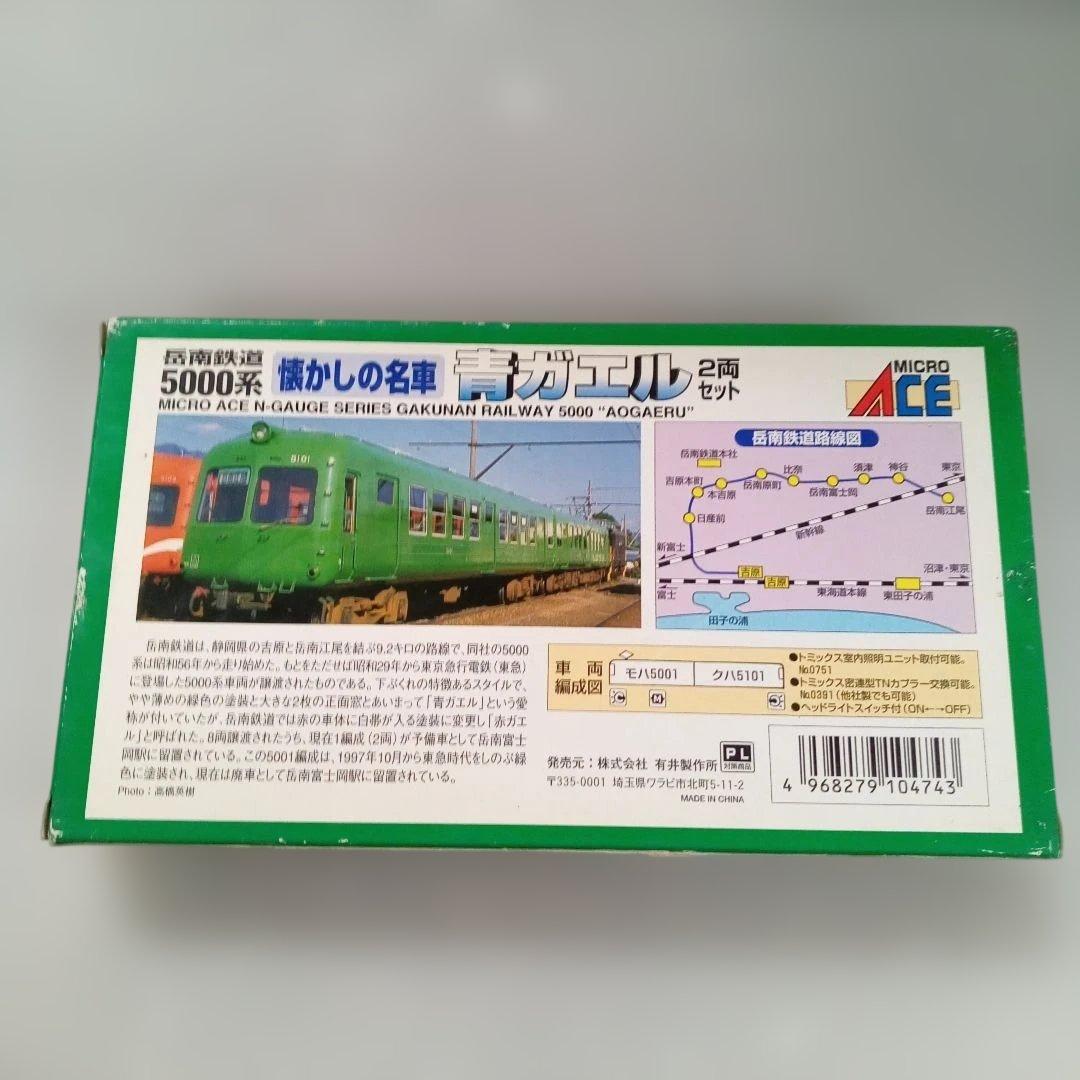 岳南鉄道
5000系
懐かしの名車
青ガエル
2両
セット
MICRO
ACE
MICRO ACE N-GAUGE SERIES GAKUNAN RAILWAY 5000 "AOGAERU"
5101
岳南鉄道路線図
岳南鉄道本社
吉原本町
本吉原
岳南原町
比奈
岳南富士岡
須津
神谷
東京
岳南江尾
日産前
新富士
新幹線
吉原
吉原
沼津・東京
富士
東海道本線
東田子の浦
田子の浦
岳南鉄道は、静岡県の吉原と岳南江尾を結ぶ9.2キロの路線で、同社の5000
系は昭和56年から走り始めた。もとをただせば昭和29年から東京急行電鉄(東急)
に登場した5000系車両が譲渡されたものである。下ぶくれの特徴あるスタイルで、
やや薄めの緑色の塗装と大きな2枚の正面窓とあいまって「青ガエル」という愛
称が付いていたが、岳南鉄道では赤の車体に白帯が入る塗装に変更し「赤ガエ
ル」と呼ばれた。8両譲渡されたうち、現在1編成(2両)が予備車として岳南富士
岡駅に留置されている。この5001編成は、1997年10月から東急時代をしのぶ緑
色に塗装され、現在は廃車として岳南富士岡駅に留置されている。
Photo：高橋英樹
車両
編成図
モハ5001
クハ5101
M
●トミックス室内照明ユニット取付可能。
No.0751
●トミックス密連型TNカプラー交換可能。
No.0391(他社製でも可能)
●ヘッドライトスイッチ付(ON←→OFF)
発売元：株式会社 有井製作所
PL
対策商品
〒335-0001 埼玉県ワラビ市北町5-11-2
MADE IN CHINA
4 968279 104743